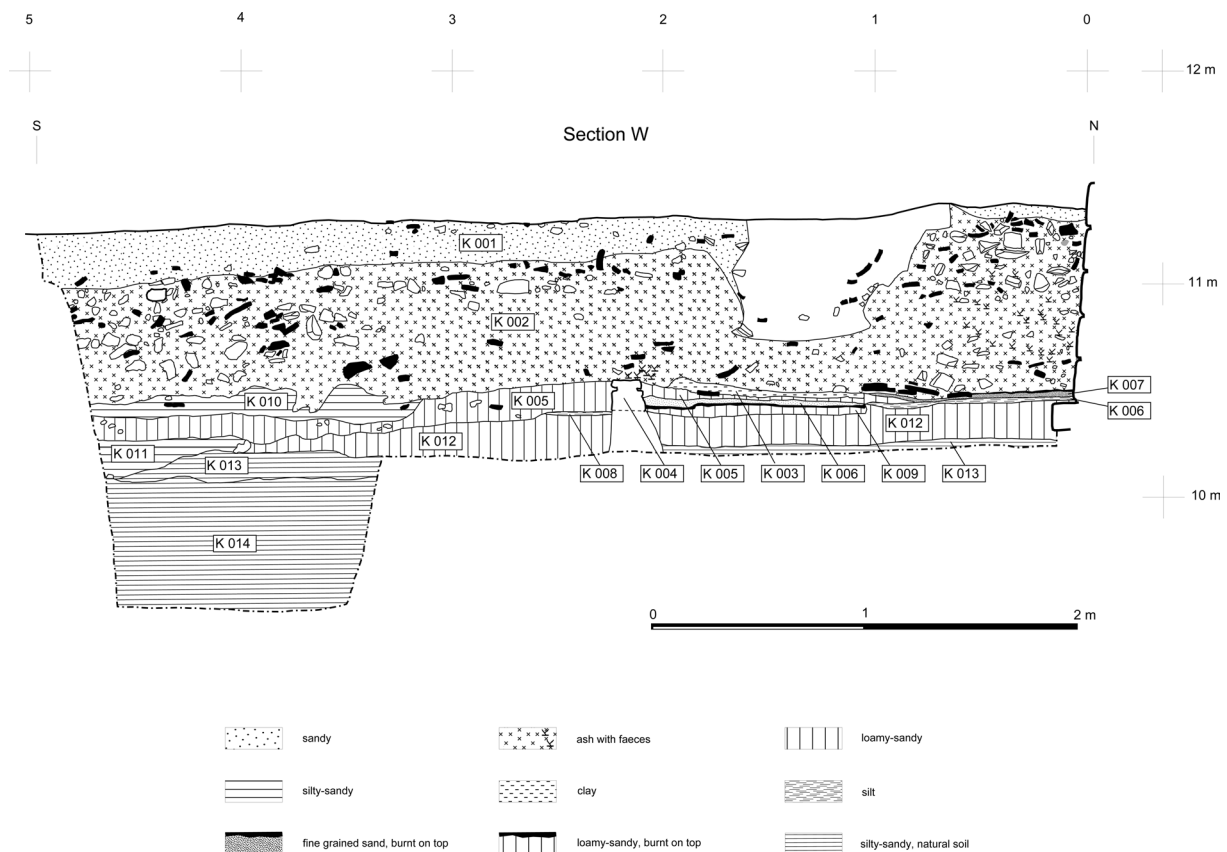 5 4 3 2 1 0
12 m
S N
Section W
K 001
11 m
K 002
K 007
K 010
K 005
K 006
K 012
K 011
K 012
K 013
K 008 K 004 K 005 K 003 K 006 K 009 K 013
10 m
K 014
0 1 2 m
sandy ash with faeces loamy-sandy
silty-sandy clay silt
fine grained sand, burnt on top loamy-sandy, burnt on top silty-sandy, natural soil